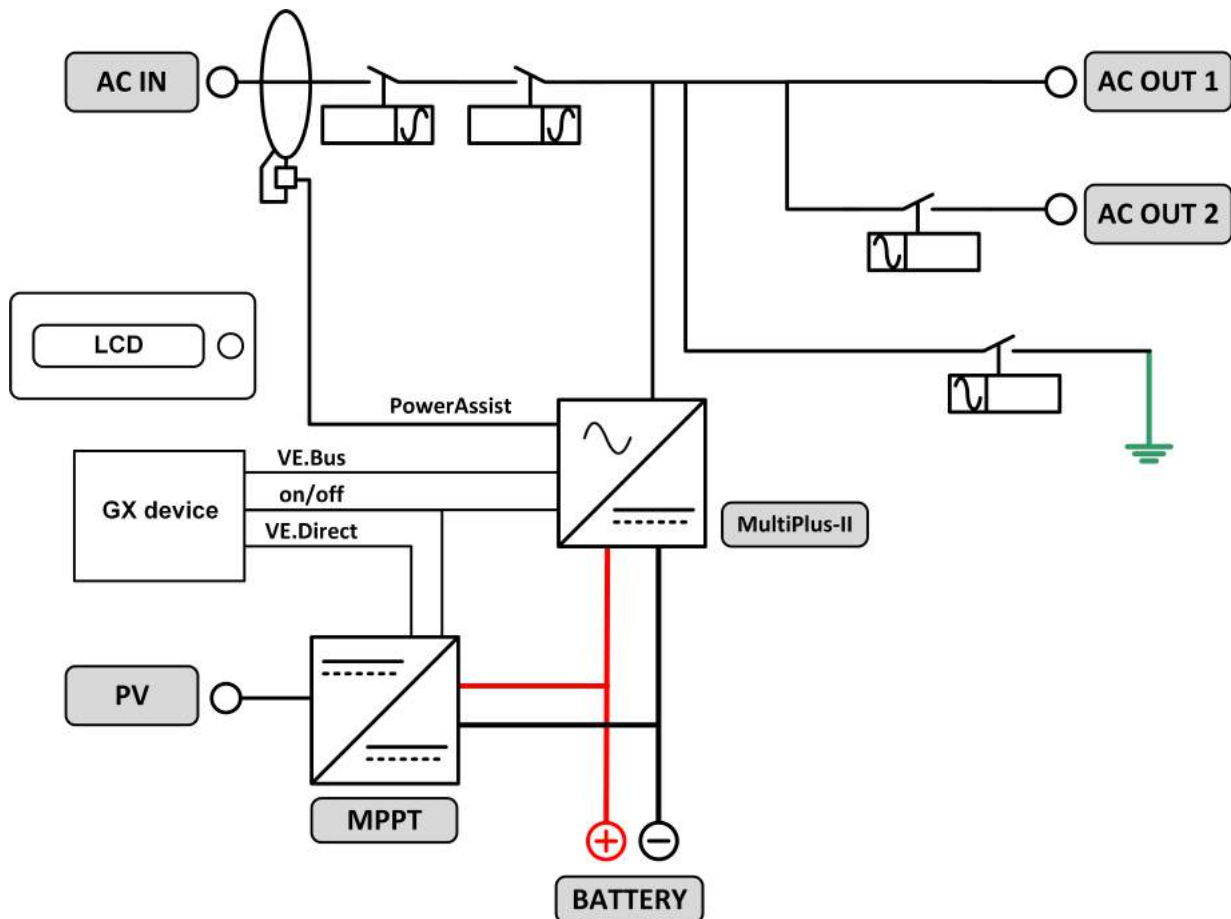 AC IN
AC OUT 1
AC OUT 2
LCD
PowerAssist
VE.Bus
on/off
GX device
VE.Direct
MultiPlus-II
PV
MPPT
BATTERY